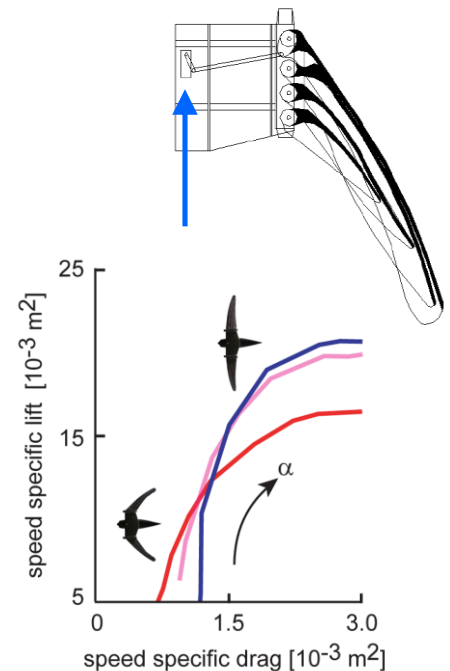 25
15
5
0
1.5
3.0
α
speed specific lift [10⁻³ m²]
speed specific drag [10⁻³ m²]